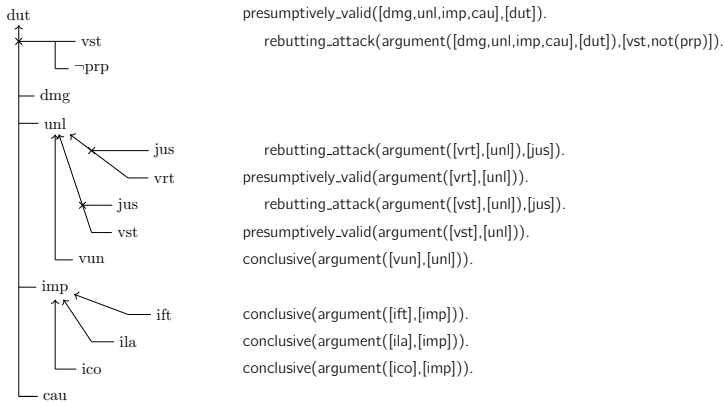 dut presumptively_valid([dmg,unl,imp,cau],[dut]).
vst rebutting_attack(argument([dmg,unl,imp,cau],[dut]),[vst,not(prp)]).
¬prp
dmg
unl
jus rebutting_attack(argument([vrt],[unl]),[jus]).
vrt presumptively_valid(argument([vrt],[unl])).
jus rebutting_attack(argument([vst],[unl]),[jus]).
vst presumptively_valid(argument([vst],[unl])).
vun conclusive(argument([vun],[unl])).
imp
ift conclusive(argument([ift],[imp])).
ila conclusive(argument([ila],[imp])).
ico conclusive(argument([ico],[imp])).
cau